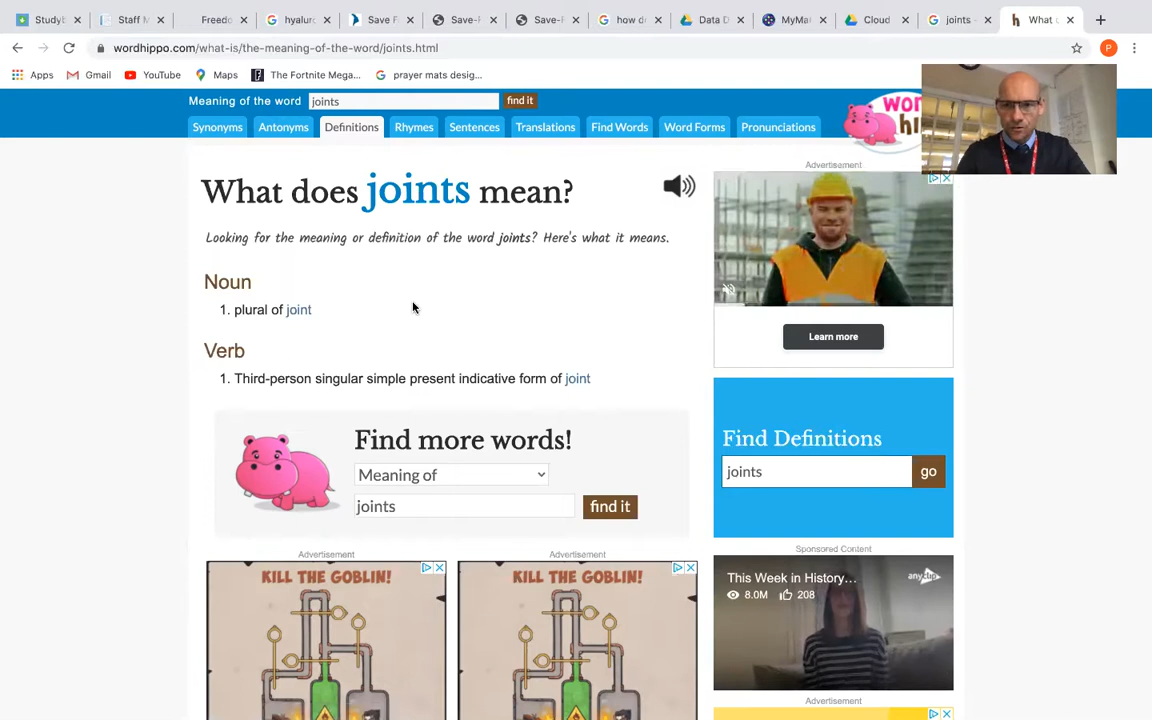 Studyb
Staff M
Freedo
hyaluro
Save F
Save-F
Save-F
how do
Data D
MyMa
Cloud
joints -
What d
wordhippo.com/what-is/the-meaning-of-the-word/joints.html
P
Apps
Gmail
YouTube
Maps
The Fortnite Mega...
prayer mats desig...
Meaning of the word
joints
find it
Synonyms
Antonyms
Definitions
Rhymes
Sentences
Translations
Find Words
Word Forms
Pronunciations
What does joints mean?
Looking for the meaning or definition of the word joints? Here's what it means.
Noun
1. plural of joint
Verb
1. Third-person singular simple present indicative form of joint
Find more words!
Meaning of
joints
find it
Advertisement
KILL THE GOBLIN!
Advertisement
KILL THE GOBLIN!
Advertisement
Learn more
Find Definitions
joints
go
Sponsored Content
This Week in History...
anyclip
8.0M
208
Advertisement